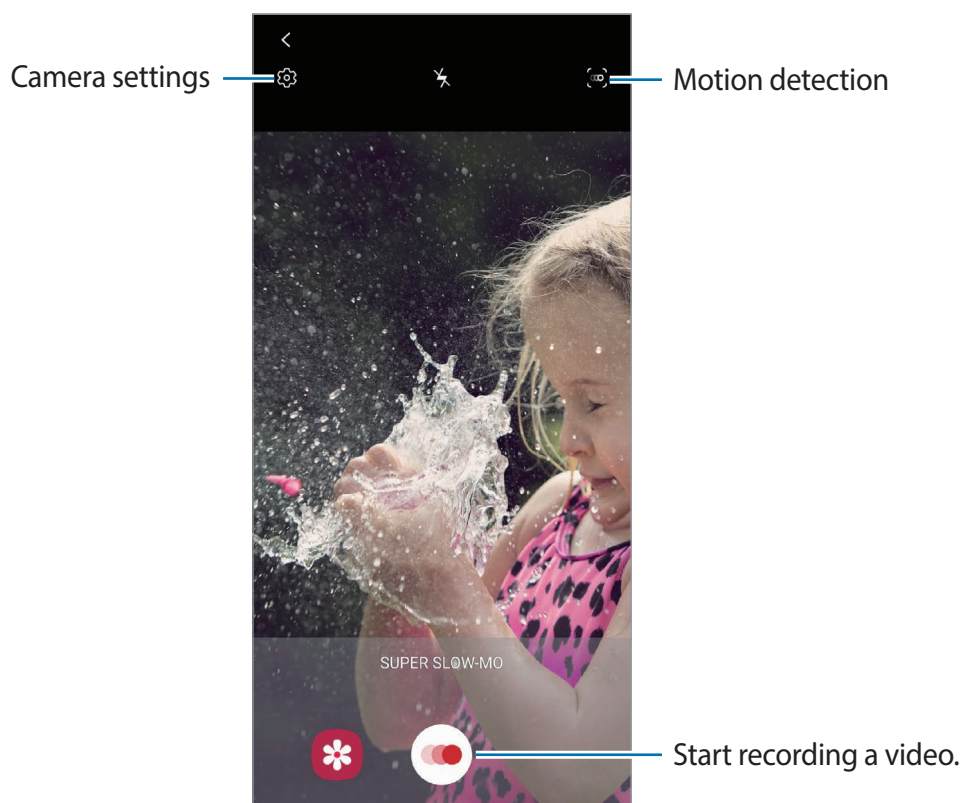 Camera settings
Motion detection
SUPER SLOW-MO
Start recording a video.